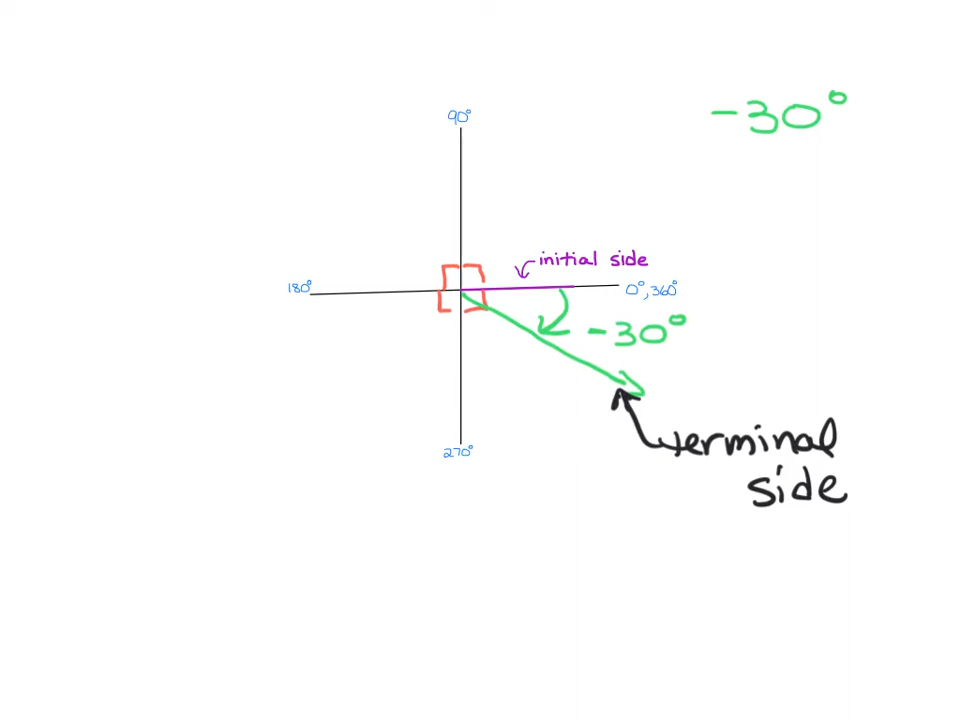 -30°
90°
initial side
180°
0°, 360°
-30°
terminal
side
270°